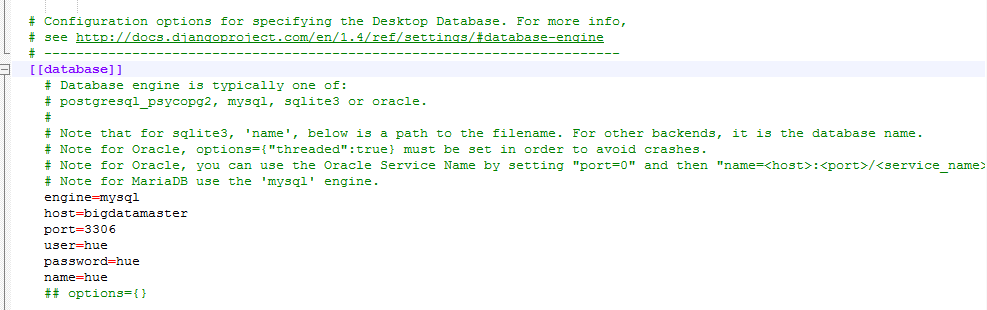 # Configuration options for specifying the Desktop Database. For more info,
# see http://docs.djangoproject.com/en/1.4/ref/settings/#database-engine
# ------------------------------------------------------------------------
[[database]]
# Database engine is typically one of:
# postgresql_psycopg2, mysql, sqlite3 or oracle.
#
# Note that for sqlite3, 'name', below is a path to the filename. For other backends, it is the database name.
# Note for Oracle, options={"threaded":true} must be set in order to avoid crashes.
# Note for Oracle, you can use the Oracle Service Name by setting "port=0" and then "name=<host>:<port>/<service_name>
# Note for MariaDB use the 'mysql' engine.
engine=mysql
host=bigdatamaster
port=3306
user=hue
password=hue
name=hue
## options={}